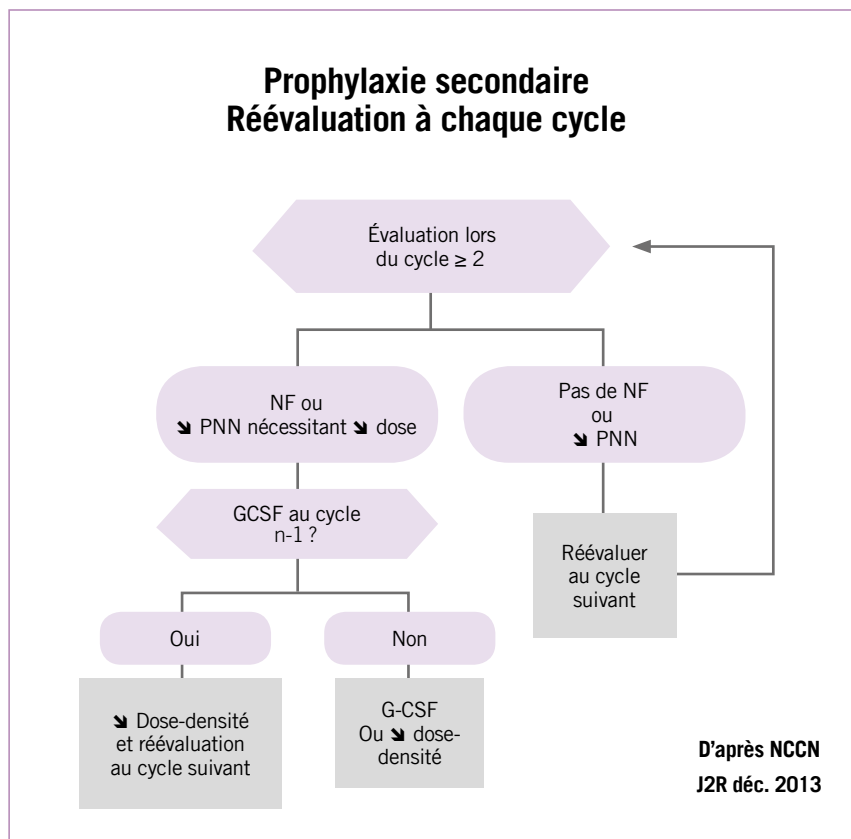 Prophylaxie secondaire
Réévaluation à chaque cycle
Évaluation lors
du cycle ≥ 2
NF ou
➘ PNN nécessitant ➘ dose
Pas de NF
ou
➘ PNN
GCSF au cycle
n-1 ?
Réévaluer
au cycle
suivant
Oui
Non
➘ Dose-densité
et réévaluation
au cycle suivant
G-CSF
Ou ➘ dose-
densité
D'après NCCN
J2R déc. 2013